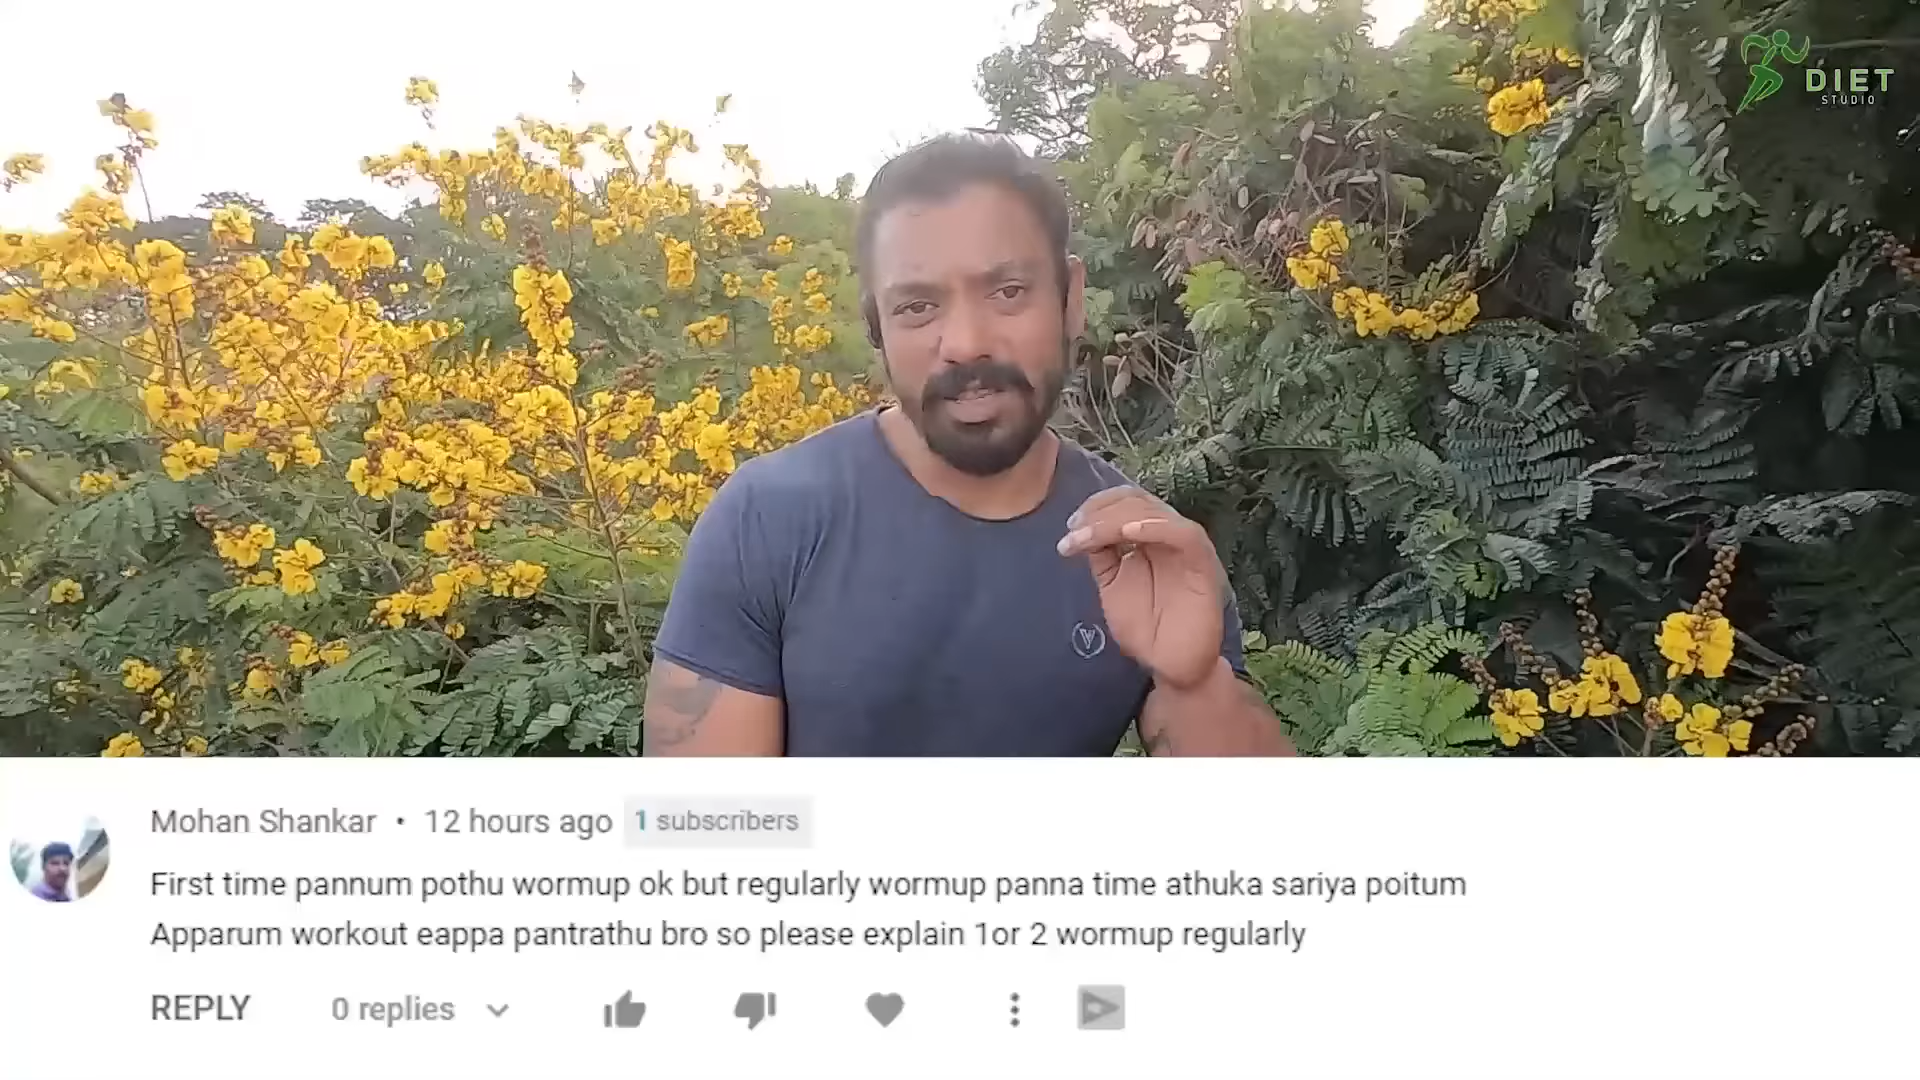 DIET
STUDIO
Mohan Shankar • 12 hours ago 1 subscribers
First time pannum pothu wormup ok but regularly wormup panna time athuka sariya poitum
Apparum workout eappa pantrathu bro so please explain 1or 2 wormup regularly
REPLY 0 replies